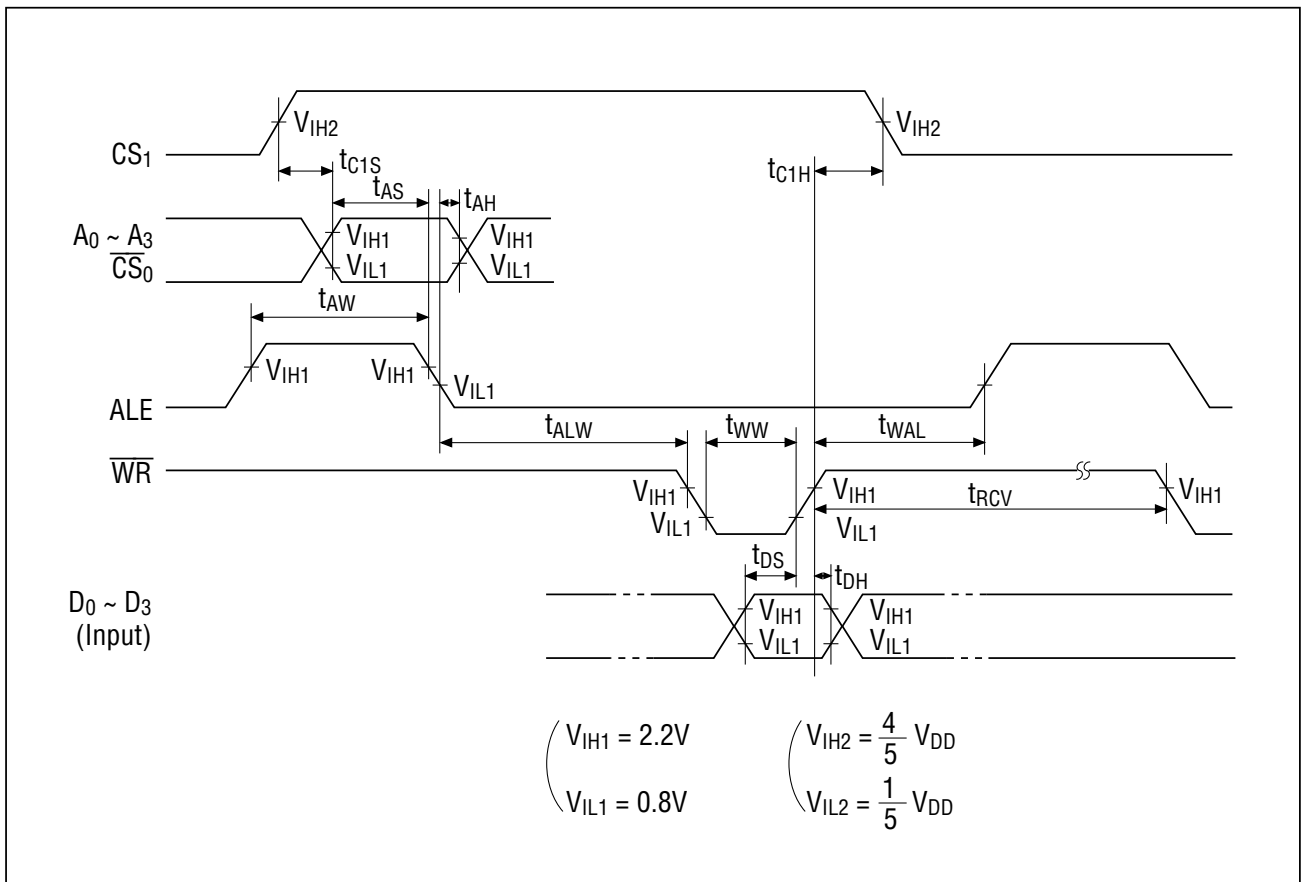 CS1
VIH2
VIH2
tC1S
tC1H
tAS
tAH
A0 ~ A3
CS0
VIH1
VIL1
VIH1
VIL1
tAW
ALE
VIH1
VIH1
VIL1
tALW
tWW
tWAL
WR
VIH1
VIL1
VIH1
VIL1
tRCV
VIH1
tDS
tDH
D0 ~ D3
(Input)
VIH1
VIL1
VIH1
VIL1
VIH1 = 2.2V
VIL1 = 0.8V
VIH2 = 4/5 VDD
VIL2 = 1/5 VDD